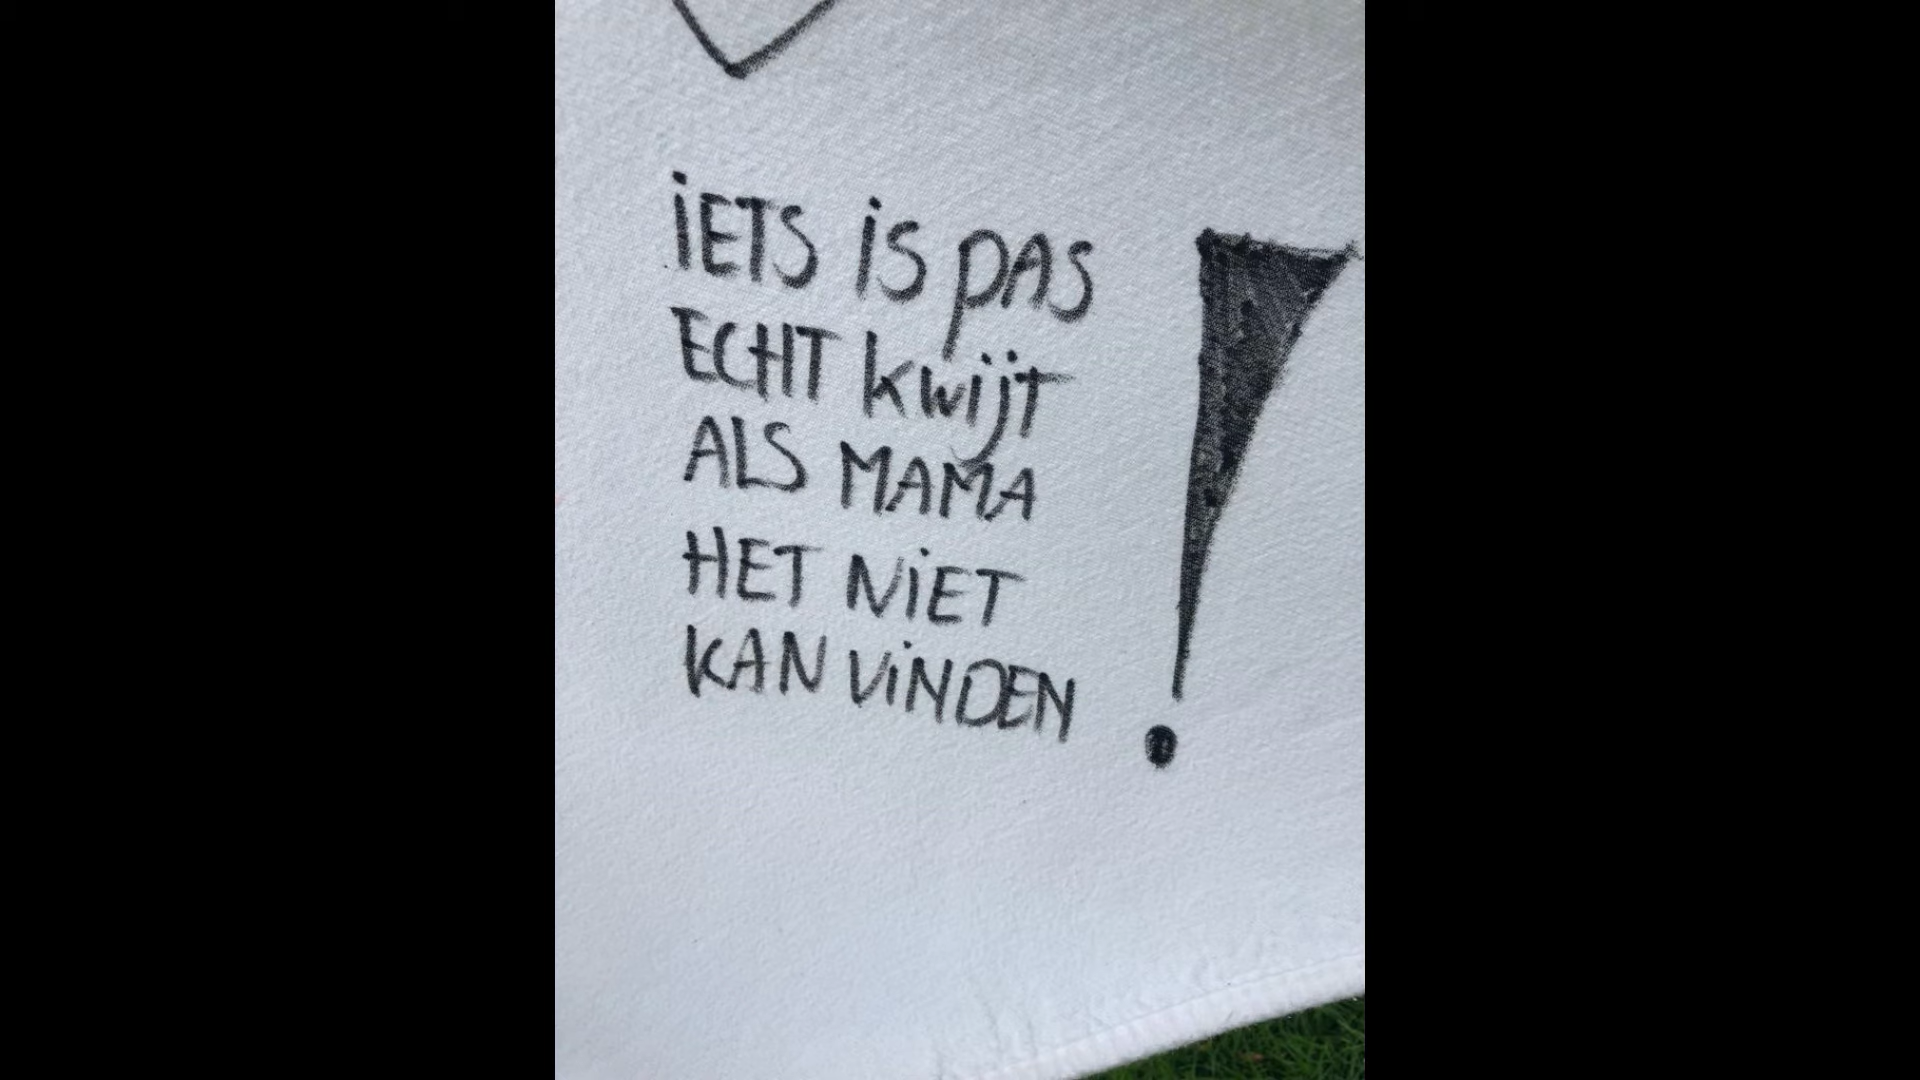 iETS iS PAS
ECHT kwijt
ALS MAMA
HET NiET
KAN ViNDEN !